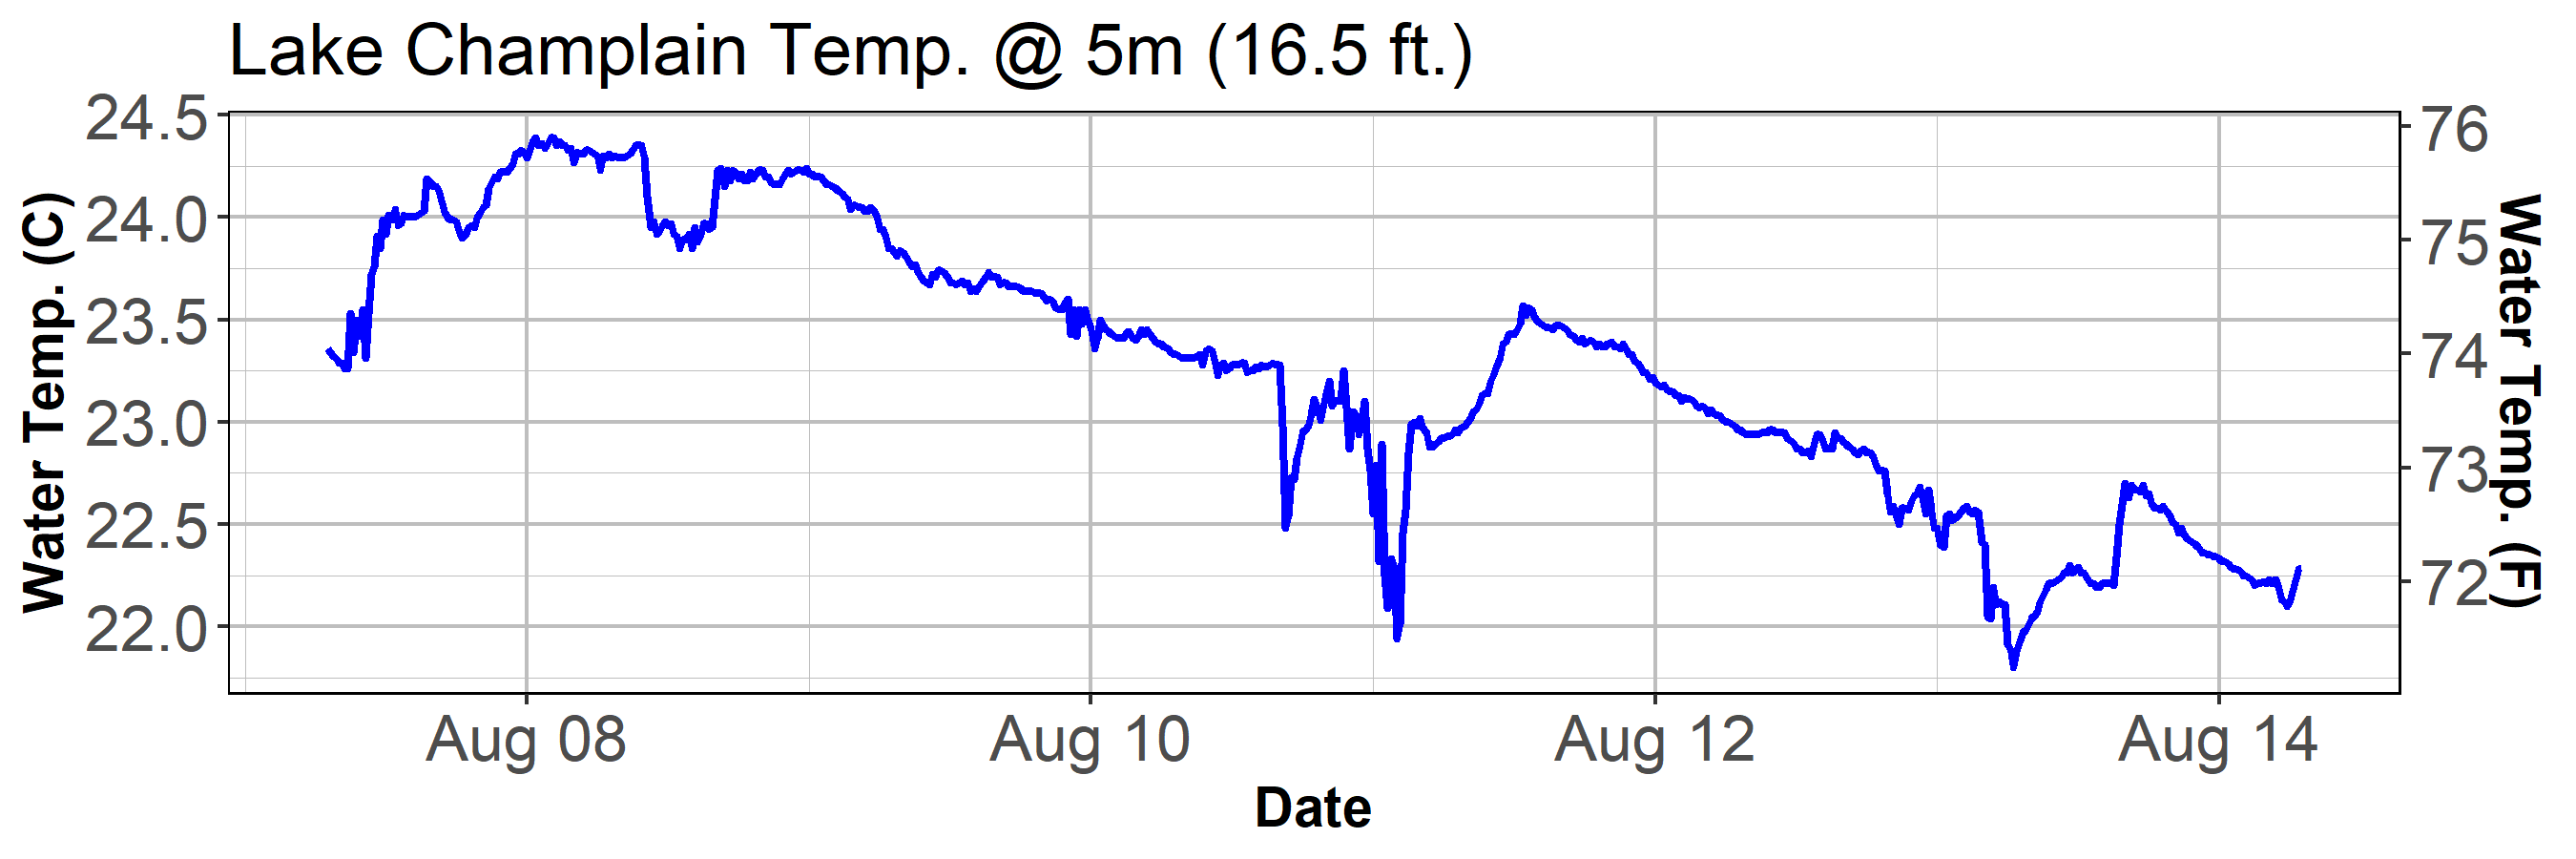 Lake Champlain Temp. @ 5m (16.5 ft.)
Water Temp. (C)
24.5
24.0
23.5
23.0
22.5
22.0
76
75
74
73
72
Water Temp. (F)
Aug 08
Aug 10
Aug 12
Aug 14
Date